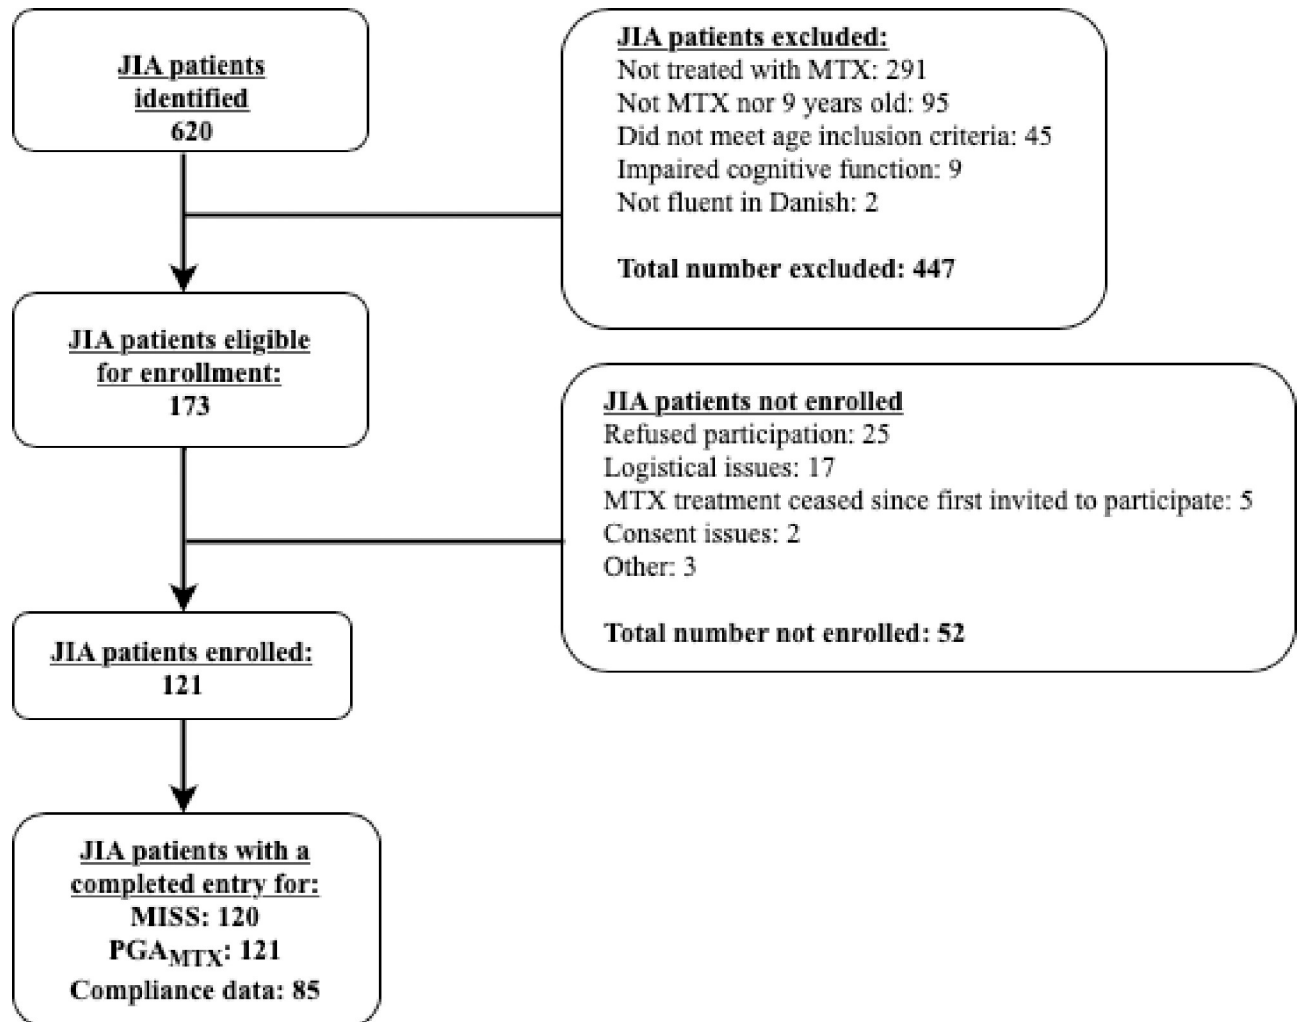 JIA patients
identified
620
JIA patients excluded:
Not treated with MTX: 291
Not MTX nor 9 years old: 95
Did not meet age inclusion criteria: 45
Impaired cognitive function: 9
Not fluent in Danish: 2
Total number excluded: 447
JIA patients eligible
for enrollment:
173
JIA patients not enrolled
Refused participation: 25
Logistical issues: 17
MTX treatment ceased since first invited to participate: 5
Consent issues: 2
Other: 3
Total number not enrolled: 52
JIA patients enrolled:
121
JIA patients with a
completed entry for:
MISS: 120
PGAMTX: 121
Compliance data: 85